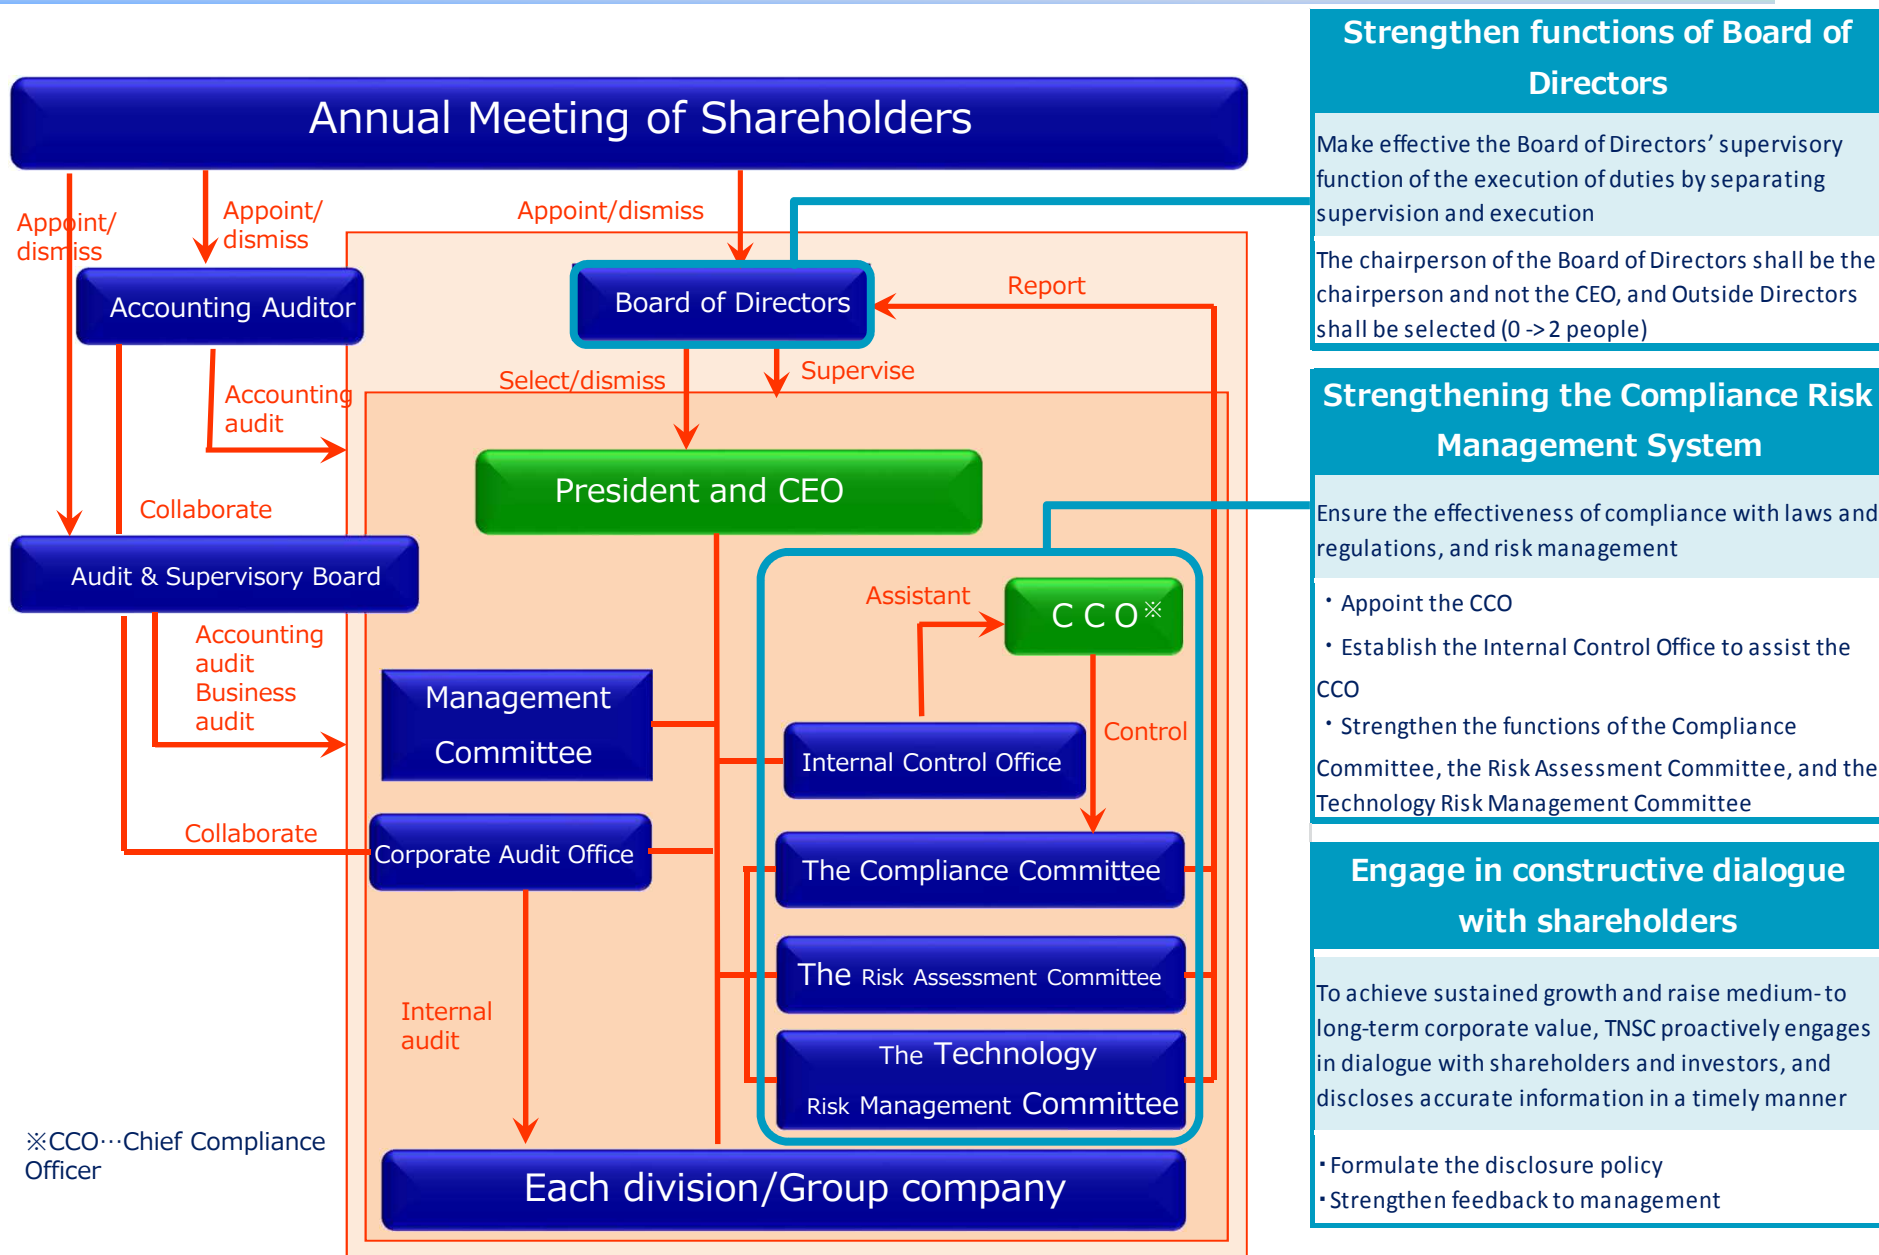 Annual Meeting of Shareholders
Appoint/
dismiss
Appoint/
dismiss
Appoint/dismiss
Accounting Auditor
Board of Directors
Report
Accounting
audit
Select/dismiss
Supervise
President and CEO
Collaborate
Audit & Supervisory Board
Assistant
C C O※
Accounting
audit
Business
audit
Management
Committee
Internal Control Office
Control
Collaborate
Corporate Audit Office
The Compliance Committee
The Risk Assessment Committee
Internal
audit
The Technology
Risk Management Committee
※CCO…Chief Compliance
Officer
Each division/Group company
Strengthen functions of Board of
Directors
Make effective the Board of Directors’ supervisory
function of the execution of duties by separating
supervision and execution
The chairperson of the Board of Directors shall be the
chairperson and not the CEO, and Outside Directors
shall be selected (0 -> 2 people)
Strengthening the Compliance Risk
Management System
Ensure the effectiveness of compliance with laws and
regulations, and risk management
・Appoint the CCO
・Establish the Internal Control Office to assist the
CCO
・Strengthen the functions of the Compliance
Committee, the Risk Assessment Committee, and the
Technology Risk Management Committee
Engage in constructive dialogue
with shareholders
To achieve sustained growth and raise medium- to
long-term corporate value, TNSC proactively engages
in dialogue with shareholders and investors, and
discloses accurate information in a timely manner
・Formulate the disclosure policy
・Strengthen feedback to management